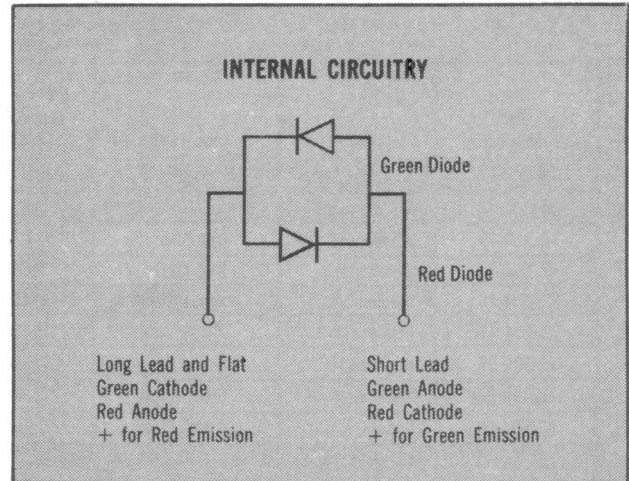 INTERNAL CIRCUITRY
Green Diode
Red Diode
Long Lead and Flat
Green Cathode
Red Anode
+ for Red Emission
Short Lead
Green Anode
Red Cathode
+ for Green Emission